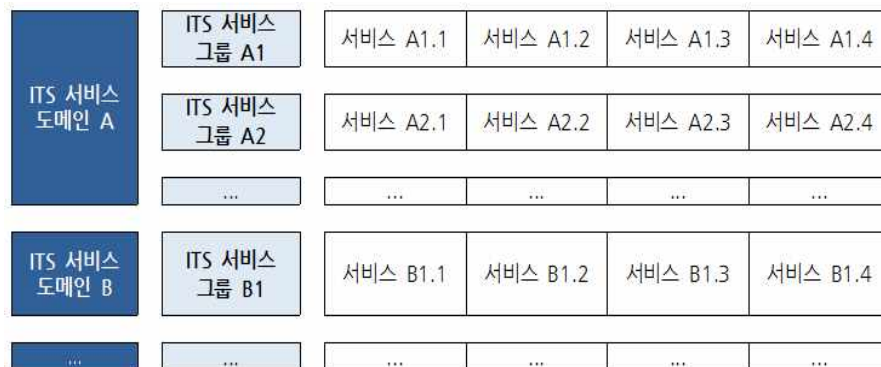 ITS 서비스
도메인 A
ITS 서비스
그룹 A1
서비스 A1.1
서비스 A1.2
서비스 A1.3
서비스 A1.4
ITS 서비스
그룹 A2
서비스 A2.1
서비스 A2.2
서비스 A2.3
서비스 A2.4
...
...
...
...
...
ITS 서비스
도메인 B
ITS 서비스
그룹 B1
서비스 B1.1
서비스 B1.2
서비스 B1.3
서비스 B1.4
...
...
...
...
...
...